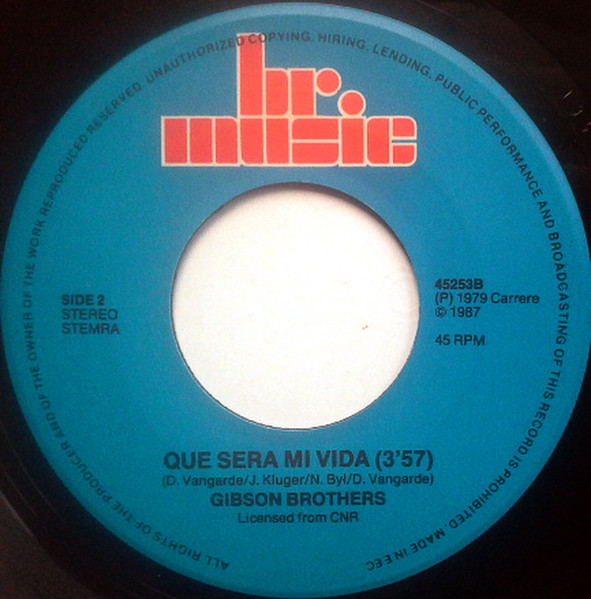 br.
music
ALL RIGHTS OF THE PRODUCER AND OF THE OWNER OF THE WORK REPRODUCED RESERVED. UNAUTHORIZED COPYING, HIRING, LENDING, PUBLIC PERFORMANCE AND BROADCASTING OF THIS RECORD IS PROHIBITED. MADE IN EEC
SIDE 2
STEREO
STEMRA
45253B
(P) 1979 Carrere
© 1987
45 RPM
QUE SERA MI VIDA (3'57)
(D. Vangarde/J. Kluger/N. Byl/D. Vangarde)
GIBSON BROTHERS
Licensed from CNR